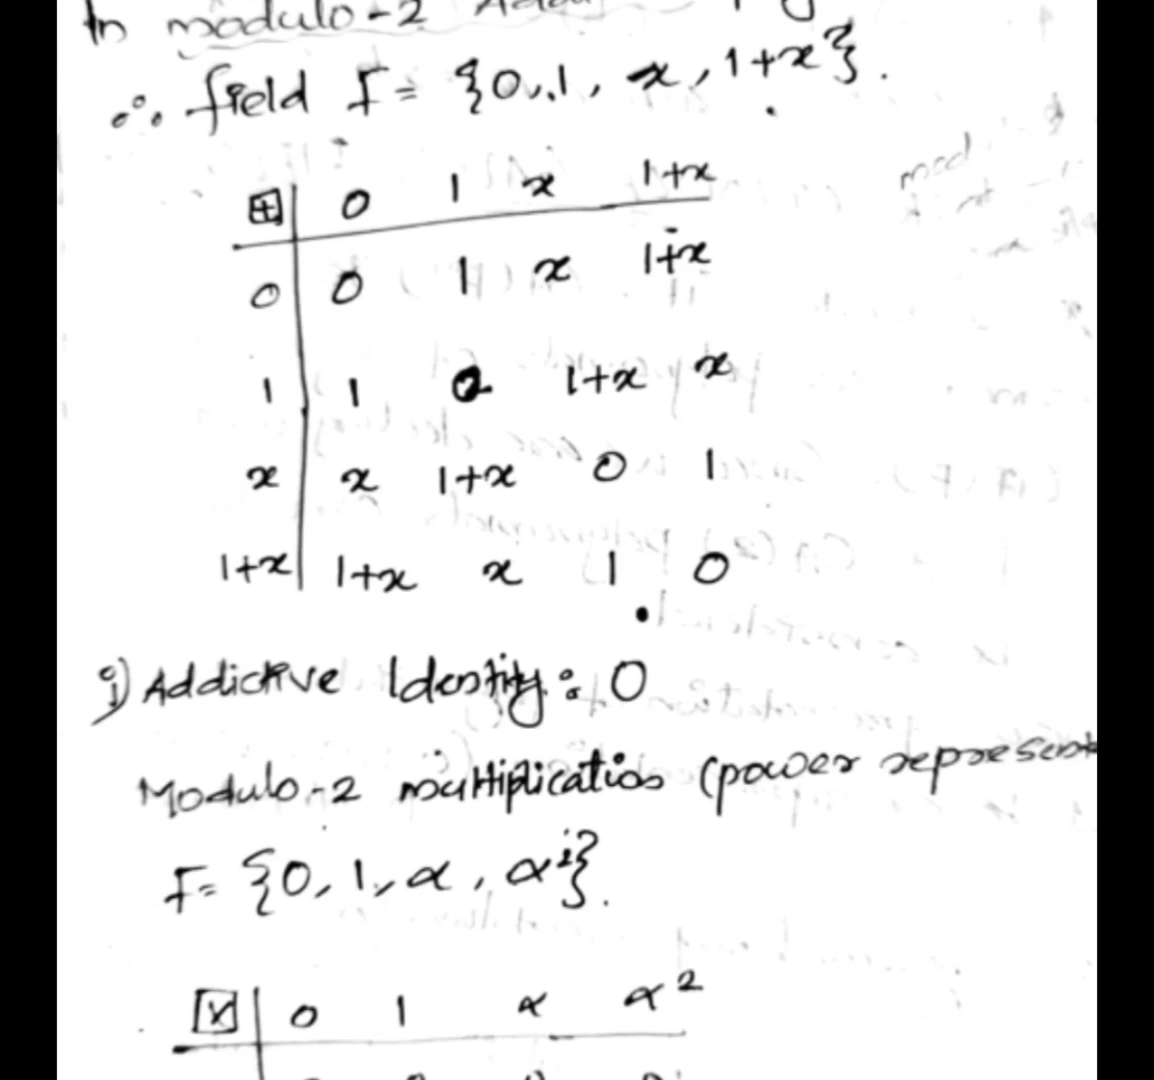 In modulo-2
∴ field F = {0, 1, x, 1+x}.
⊞ 0 1 x 1+x
0 0 1 x 1+x
1 1 0 1+x x
x x 1+x 0 1
1+x 1+x x 1 0
i) Addictive Identity : 0
Modulo-2 multiplication (power represent
F = {0, 1, α, α²}.
☒ 0 1 α α²